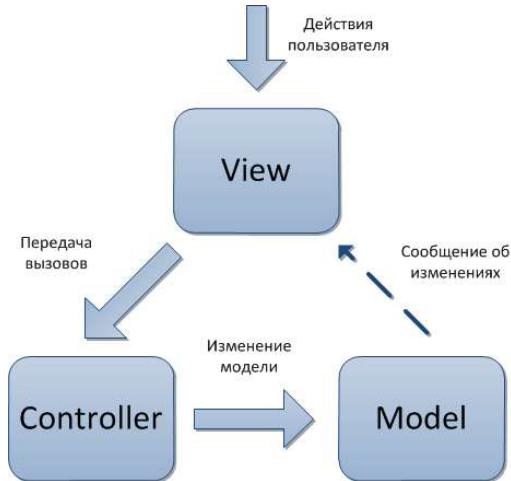 Действия
пользователя
View
Передача
вызовов
Сообщение об
изменениях
Изменение
модели
Controller
Model